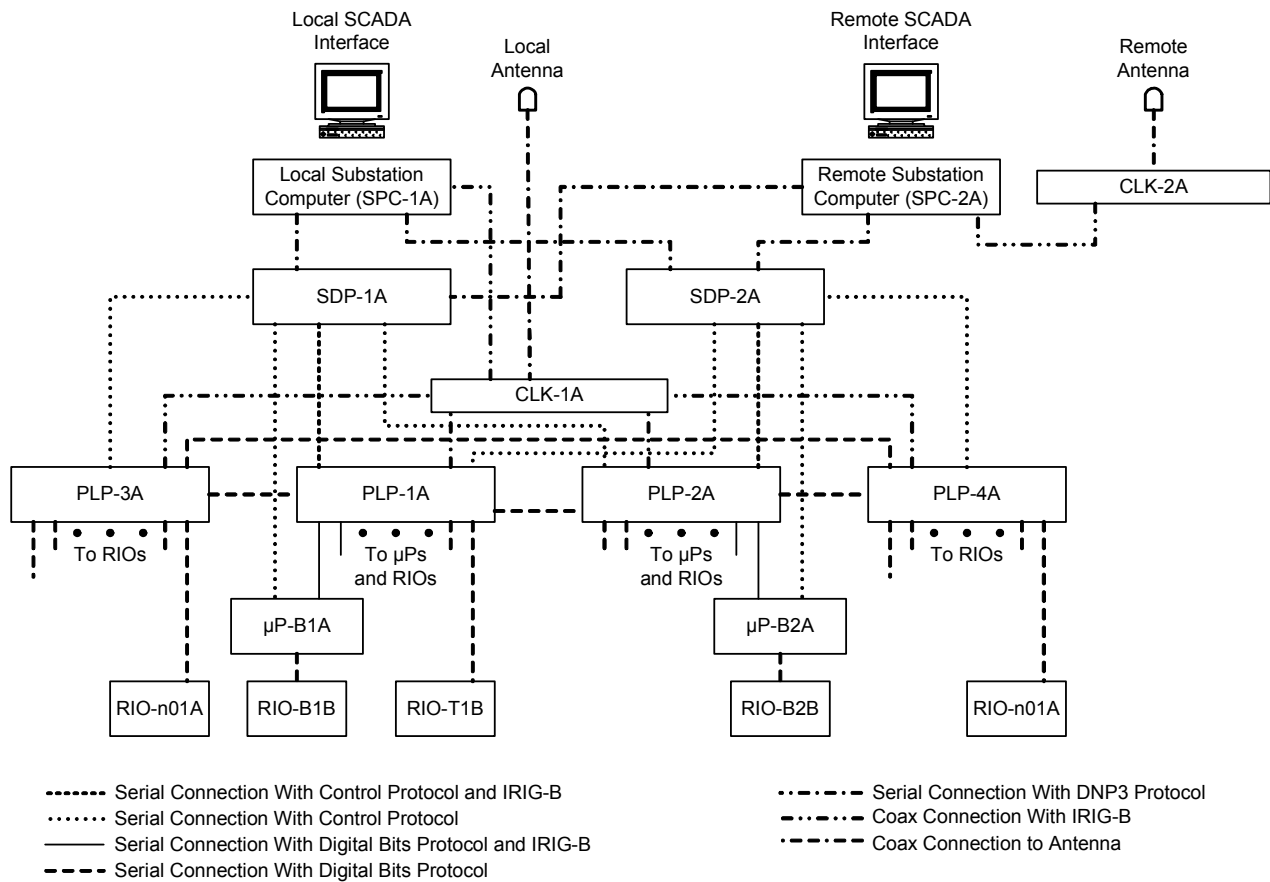 Local SCADA
Interface
Local
Antenna
Remote SCADA
Interface
Remote
Antenna
Local Substation
Computer (SPC-1A)
Remote Substation
Computer (SPC-2A)
CLK-2A
SDP-1A
SDP-2A
CLK-1A
PLP-3A
PLP-1A
PLP-2A
PLP-4A
To RIOs
To µPs
and RIOs
To µPs
and RIOs
To RIOs
µP-B1A
µP-B2A
RIO-n01A
RIO-B1B
RIO-T1B
RIO-B2B
RIO-n01A
Serial Connection With Control Protocol and IRIG-B
Serial Connection With Control Protocol
Serial Connection With Digital Bits Protocol and IRIG-B
Serial Connection With Digital Bits Protocol
Serial Connection With DNP3 Protocol
Coax Connection With IRIG-B
Coax Connection to Antenna